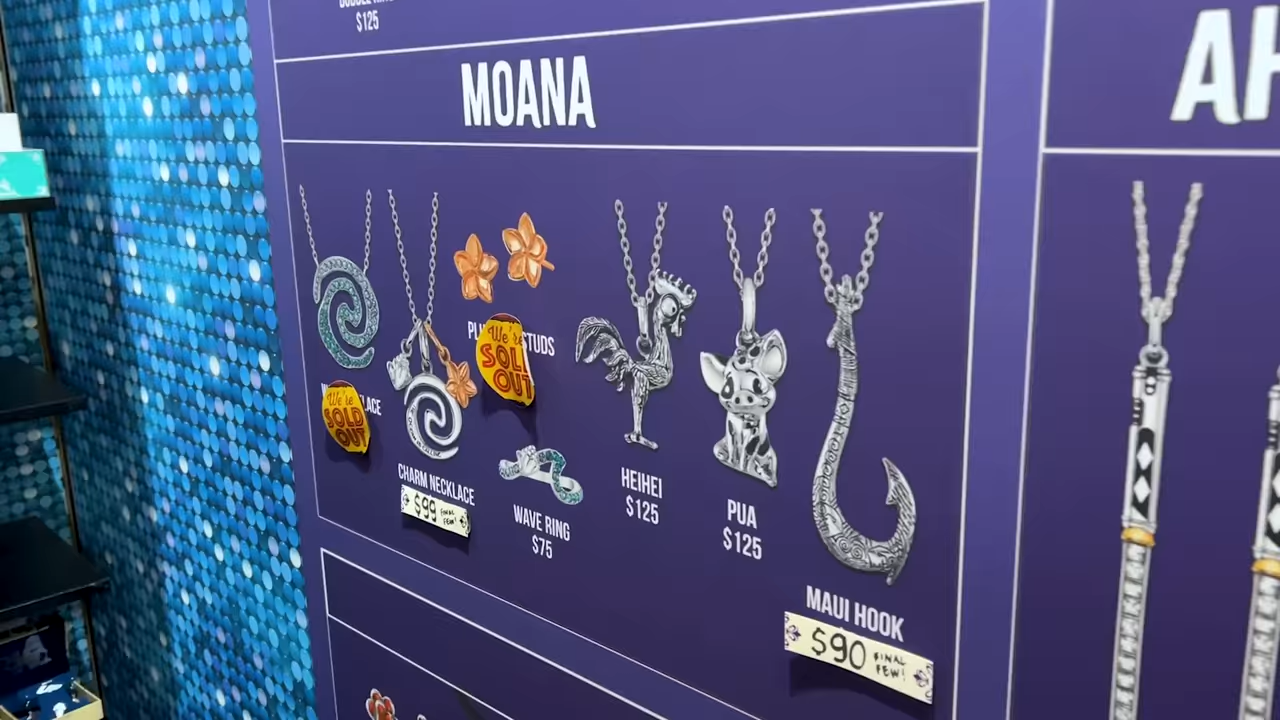 $125
MOANA
AH
STUDS
We're
SOLD
OUT
LACE
We're
SOLD
OUT
CHARM NECKLACE
$99 FINAL FEW!
WAVE RING
$75
HEIHEI
$125
PUA
$125
MAUI HOOK
$90 FINAL FEW!